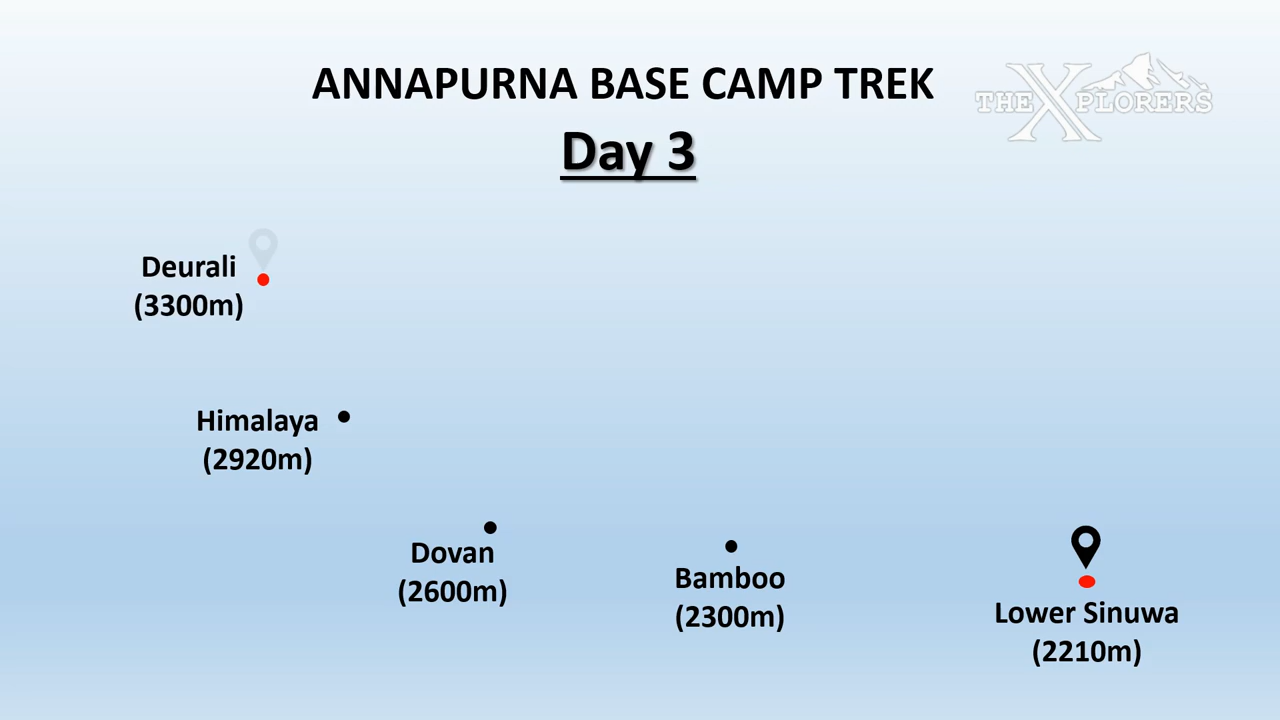 ANNAPURNA BASE CAMP TREK
THE XPLORERS
Day 3
Deurali
(3300m)
Himalaya
(2920m)
Dovan
(2600m)
Bamboo
(2300m)
Lower Sinuwa
(2210m)